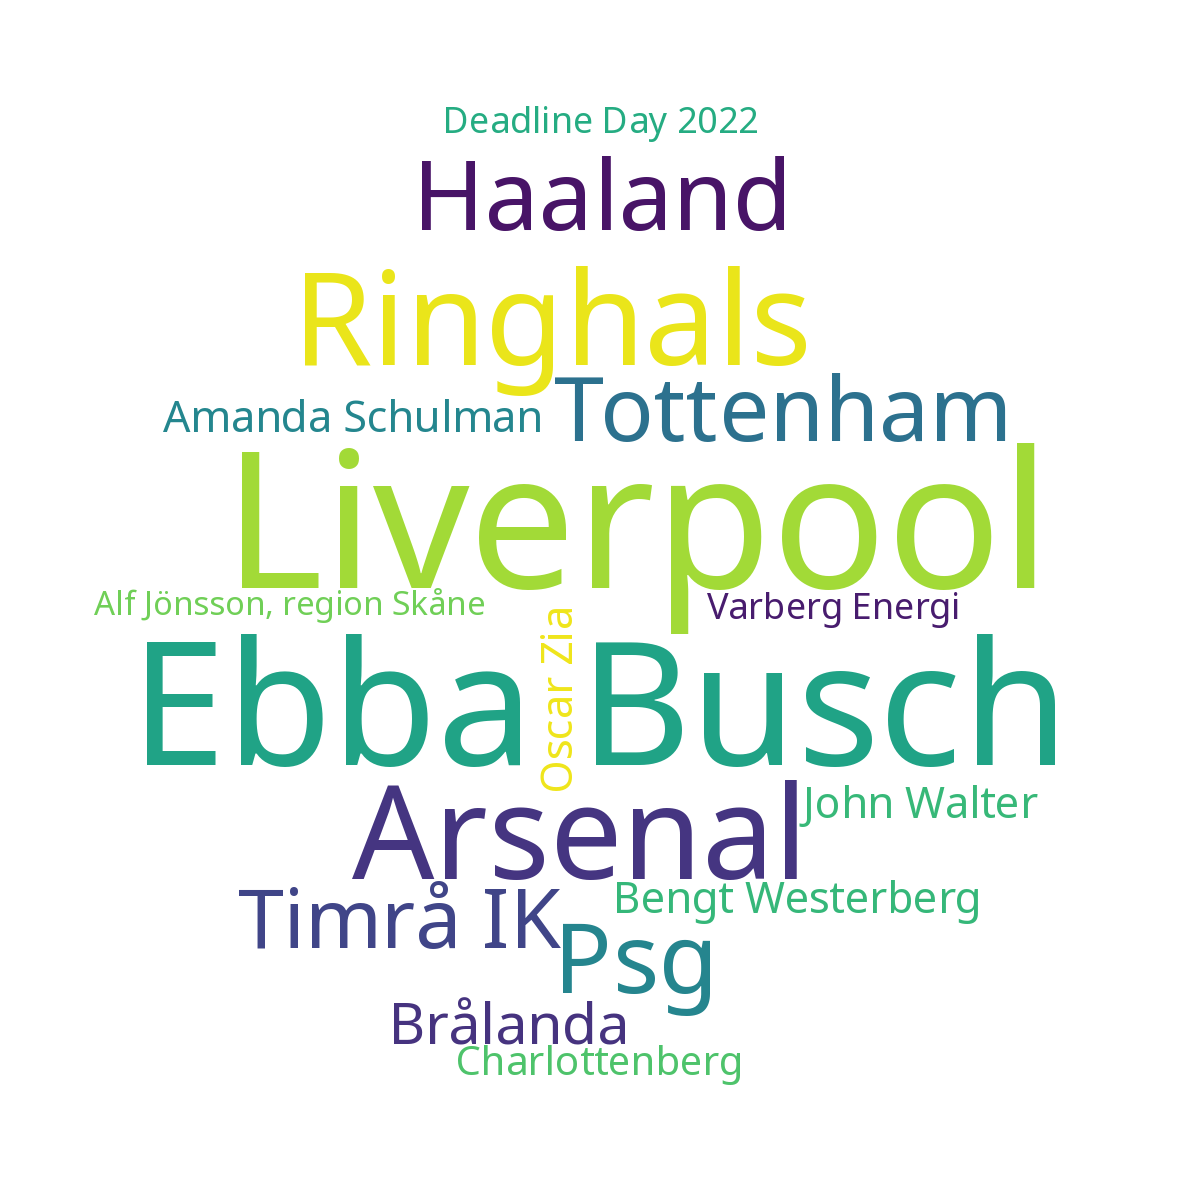 Deadline Day 2022
Haaland
Ringhals
Tottenham
Amanda Schulman
Liverpool
Alf Jönsson, region Skåne
Varberg Energi
Oscar Zia
Ebba Busch
Arsenal
John Walter
Timrå IK
Bengt Westerberg
Psg
Brålanda
Charlottenberg